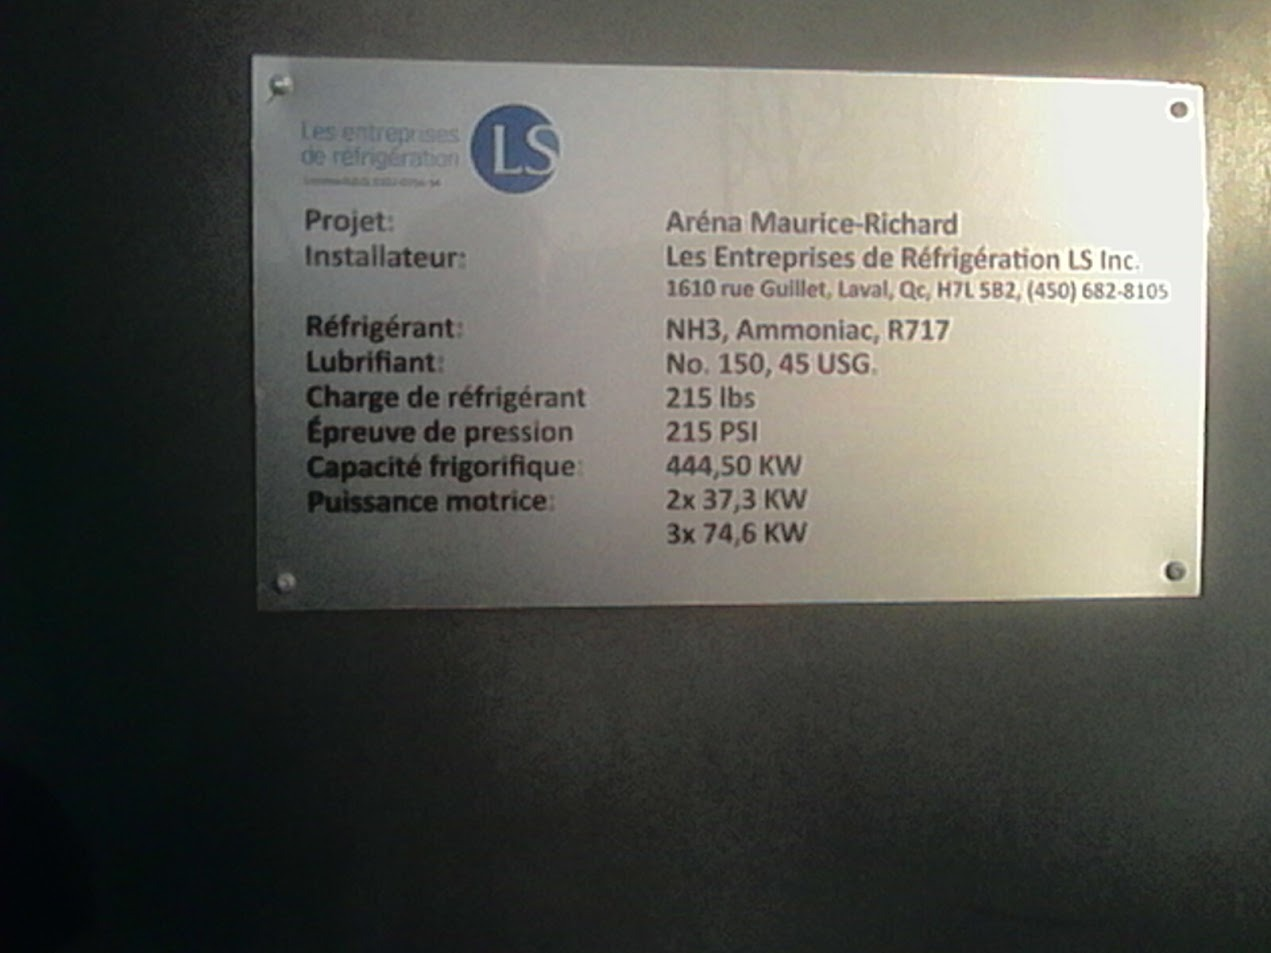 Les entreprises
de réfrigération
LS
Projet: Aréna Maurice-Richard
Installateur: Les Entreprises de Réfrigération LS Inc.
1610 rue Guillet, Laval, Qc, H7L 5B2, (450) 682-8105
Réfrigérant: NH3, Ammoniac, R717
Lubrifiant: No. 150, 45 USG.
Charge de réfrigérant 215 lbs
Épreuve de pression 215 PSI
Capacité frigorifique: 444,50 KW
Puissance motrice: 2x 37,3 KW
3x 74,6 KW